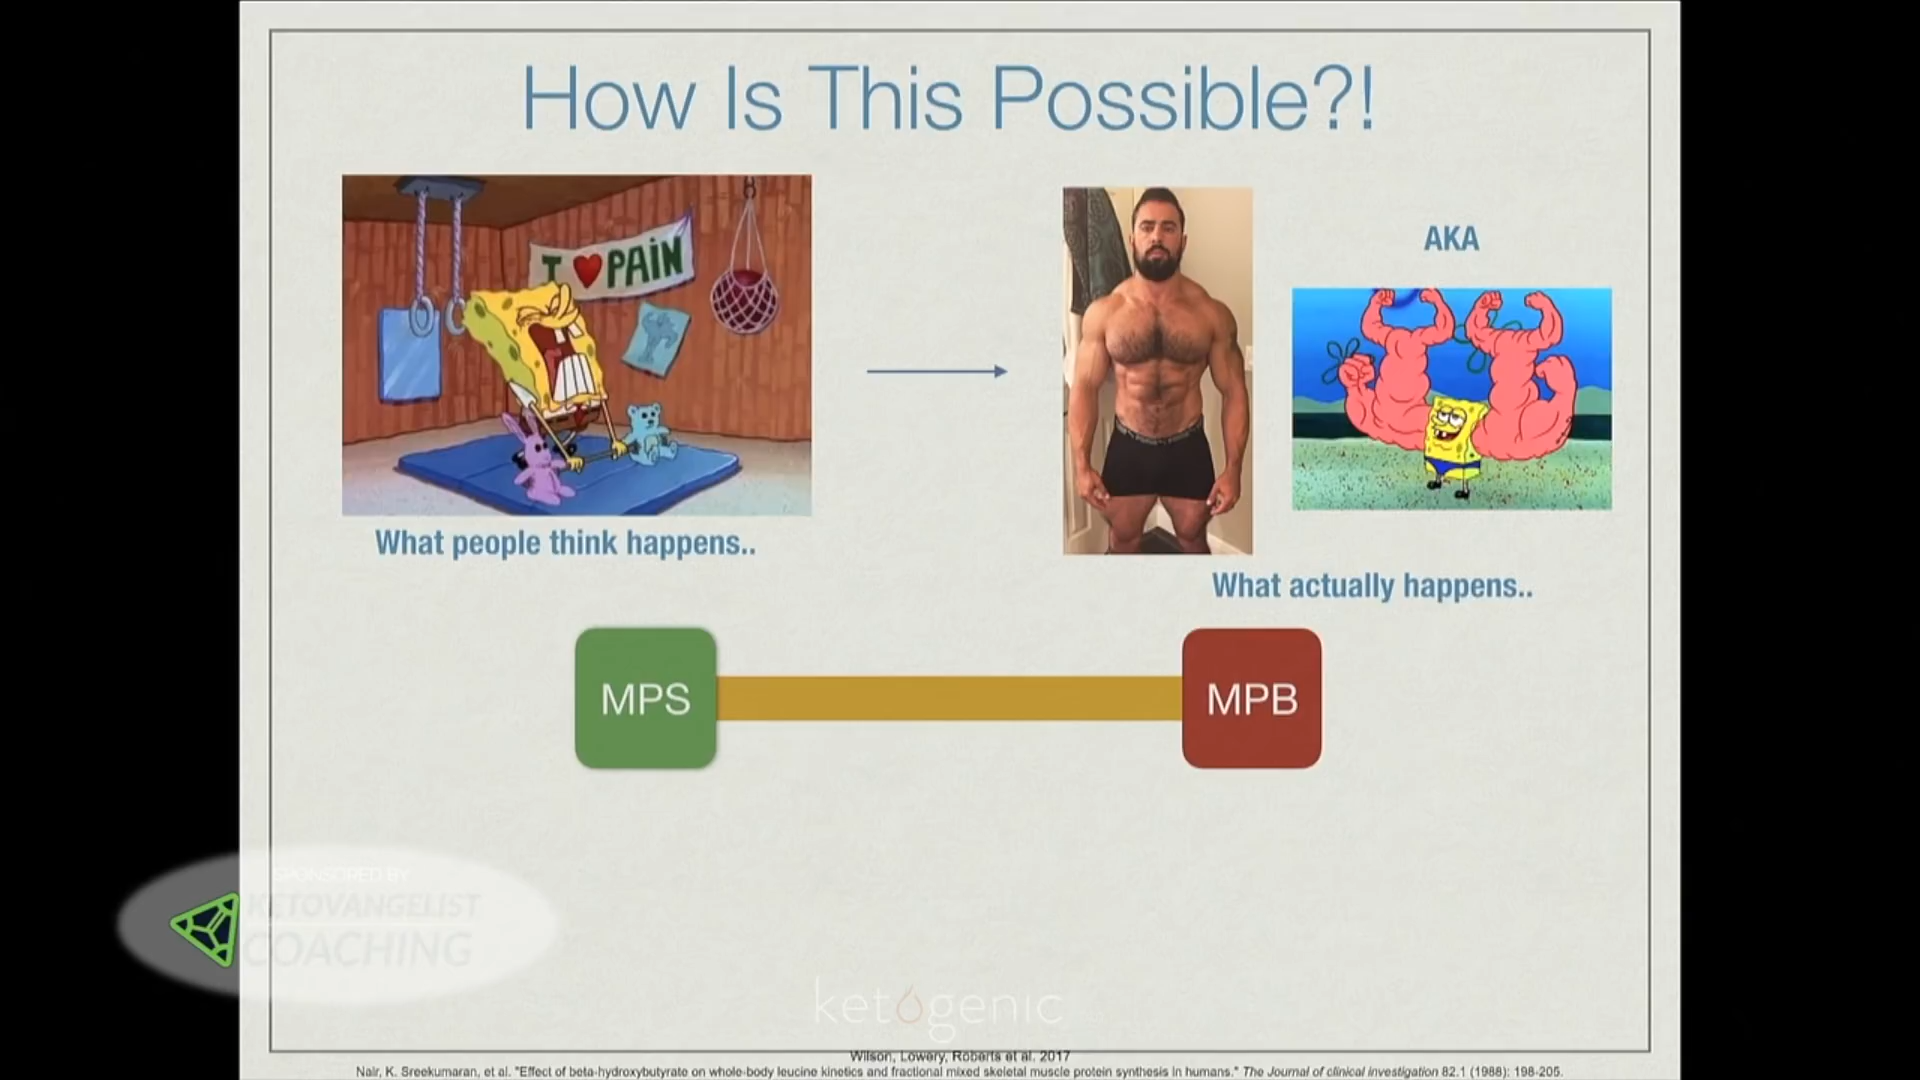 How Is This Possible?!
I ❤ PAiN
AKA
What people think happens..
What actually happens..
MPS
MPB
SPONSORED BY
KETOVANGELIST
COACHING
ketogenic
Wilson, Lowery, Roberts et al. 2017
Nair, K. Sreekumaran, et al. "Effect of beta-hydroxybutyrate on whole-body leucine kinetics and fractional mixed skeletal muscle protein synthesis in humans." The Journal of clinical investigation 82.1 (1988): 198-205.